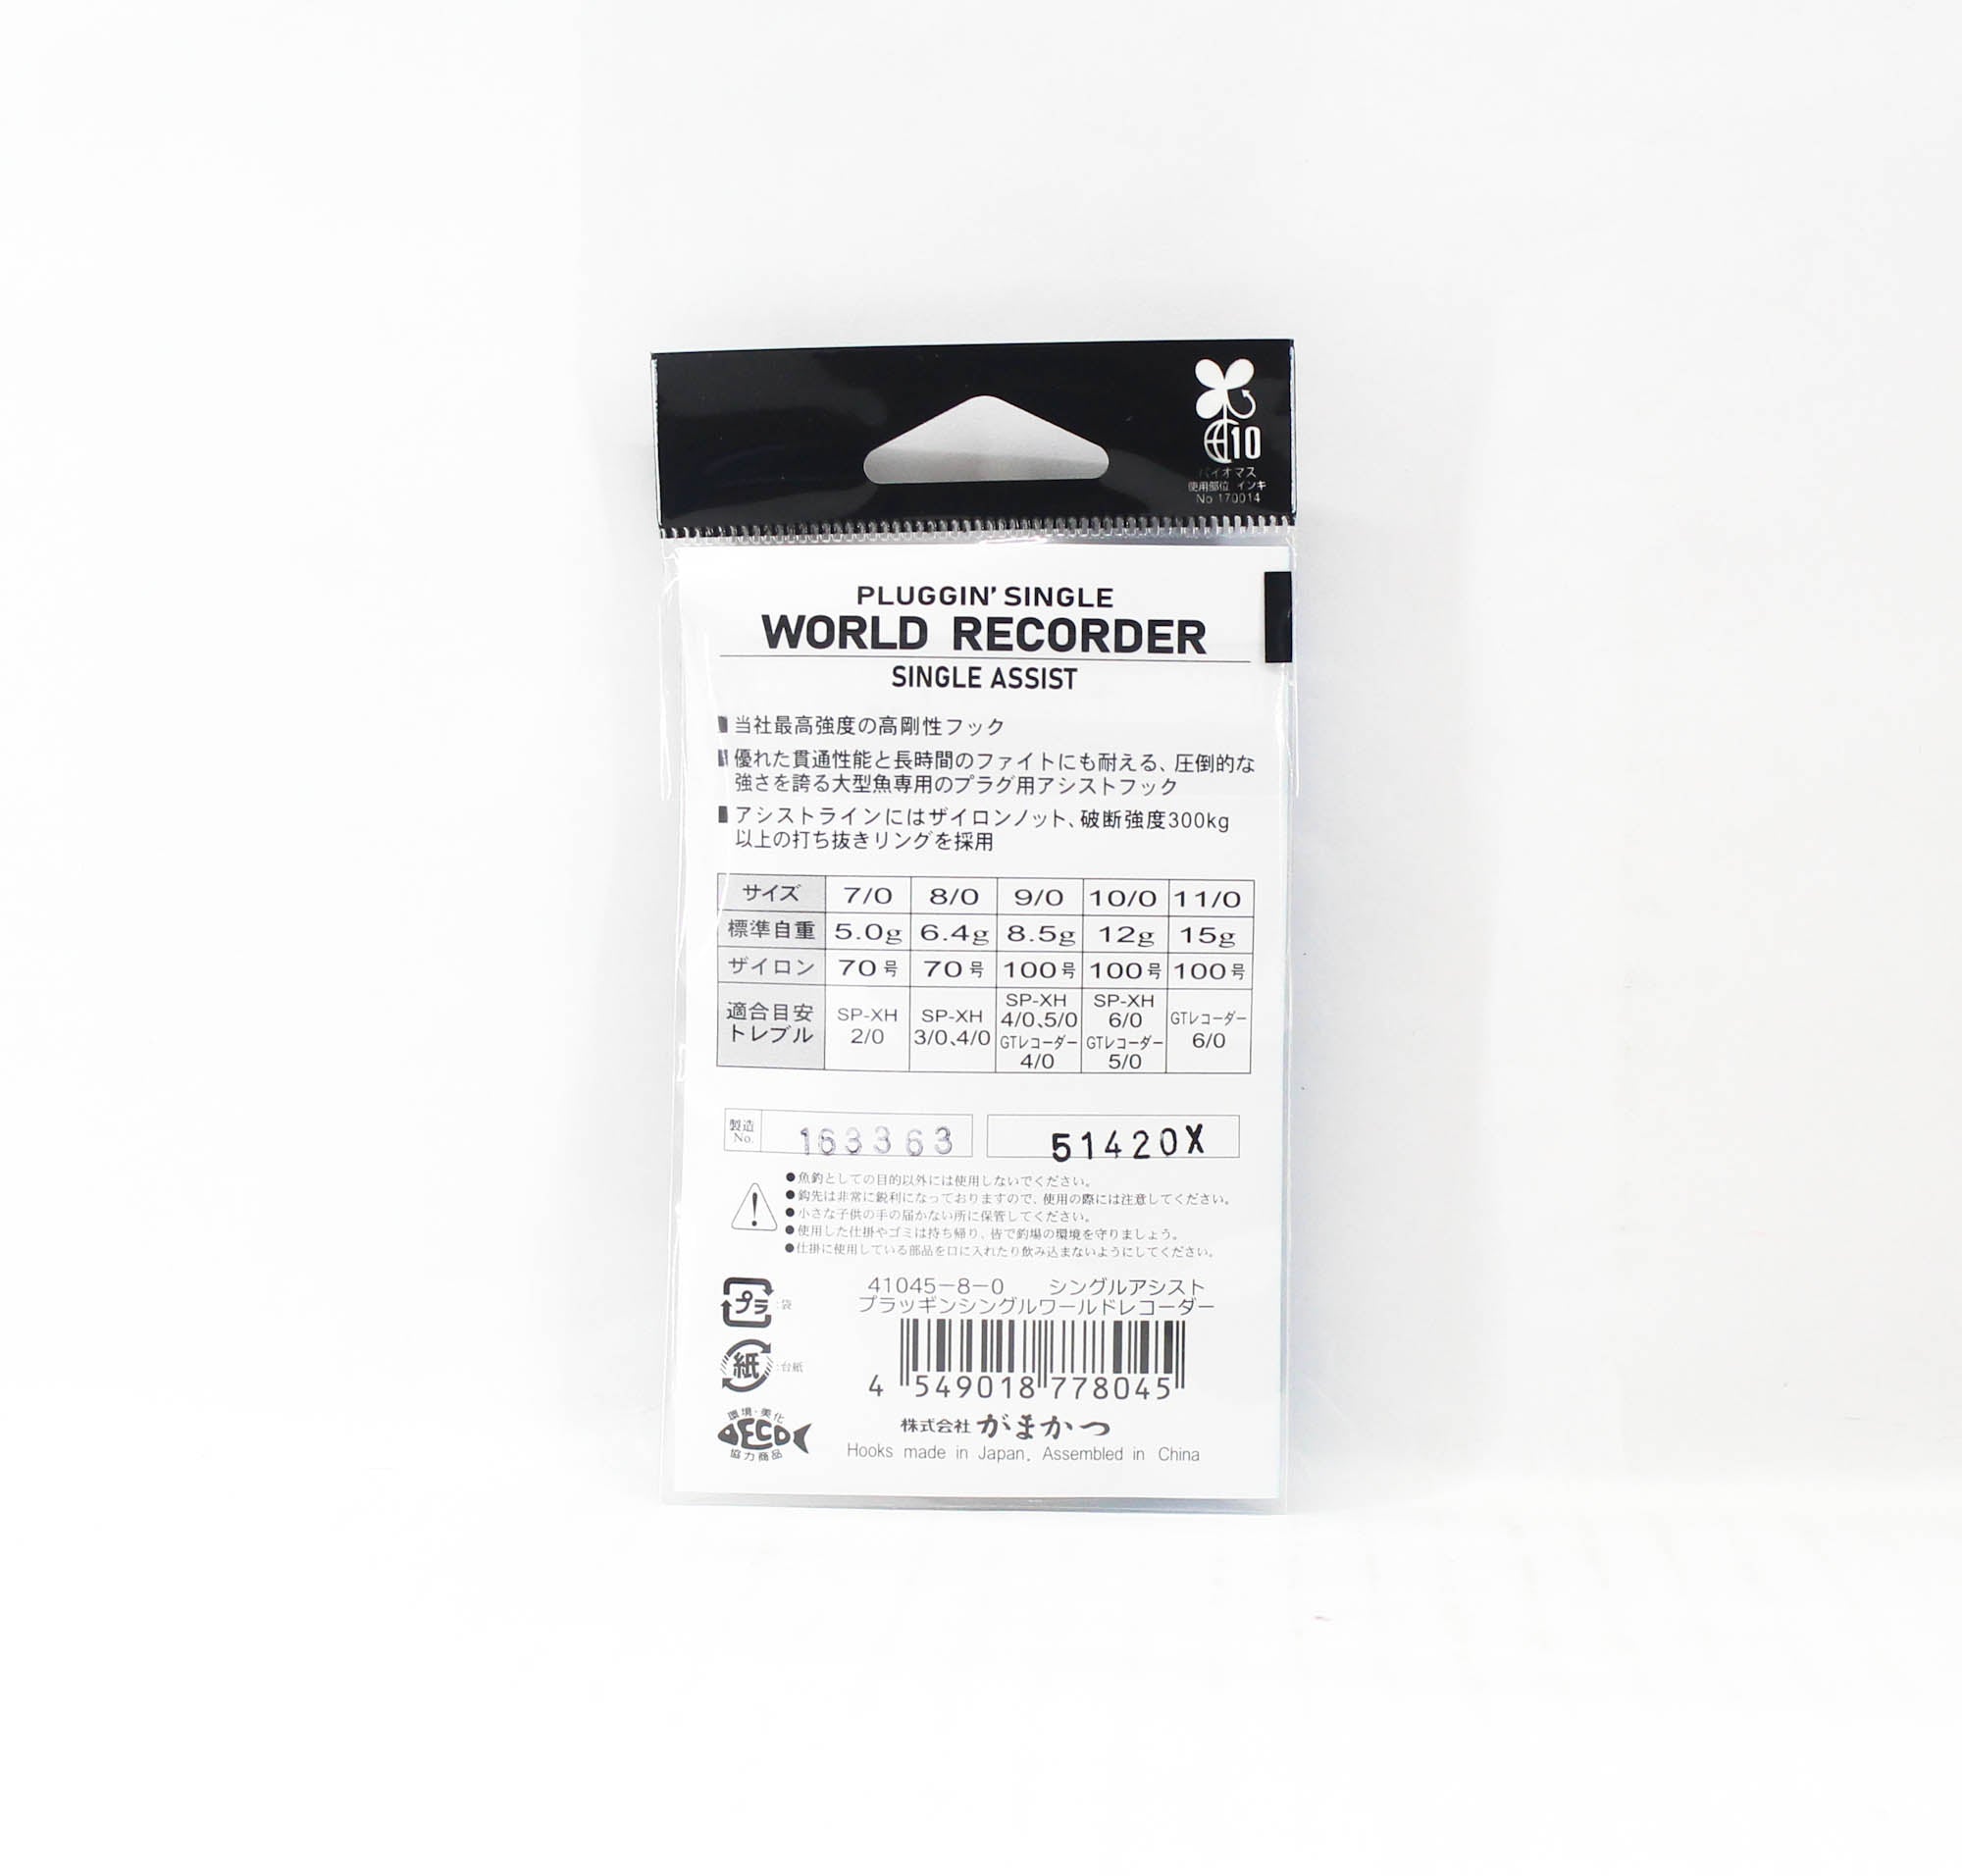 10
バイオマス
使用部位 インキ
No 170014
PLUGGIN' SINGLE
WORLD RECORDER
SINGLE ASSIST
■当社最高強度の高剛性フック
■優れた貫通性能と長時間のファイトにも耐える、圧倒的な
強さを誇る大型魚専用のプラグ用アシストフック
■アシストラインにはザイロンノット、破断強度300kg
以上の打ち抜きリングを採用
サイズ 7/0 8/0 9/0 10/0 11/0
標準自重 5.0g 6.4g 8.5g 12g 15g
ザイロン 70号 70号 100号 100号 100号
適合目安 トレブル SP-XH 2/0 SP-XH 3/0、4/0 SP-XH 4/0、5/0 GTレコーダー 4/0 SP-XH 6/0 GTレコーダー 5/0 GTレコーダー 6/0
製造 No. 163363 51420X
●魚釣としての目的以外には使用しないでください。
●鈎先は非常に鋭利になっておりますので、使用の際には注意してください。
●小さな子供の手の届かない所に保管してください。
●使用した仕掛やゴミは持ち帰り、皆で釣場の環境を守りましょう。
●仕掛に使用している部品を口に入れたり飲み込まないようにしてください。
プラ :袋
紙 :台紙
環境・美化
ECO
協力商品
41045-8-0 シングルアシスト
プラッギンシングルワールドレコーダー
4 549018 778045
株式会社 がまかつ
Hooks made in Japan, Assembled in China